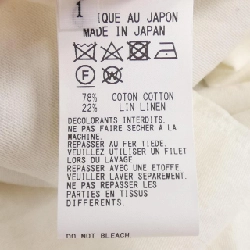 1
IQUE AU JAPON
MADE IN JAPAN
78% COTON COTTON
22% LIN LINEN
DECOLORANTS INTERDITS.
NE PAS FAIRE SECHER A LA
MACHINE.
REPASSER AU FER TIEDE.
VEUILLEZ UTILISER UN FILET
LORS DU LAVAGE
REPASSER AVEC UNE ETOFFE
VEUILLEZ LAVER SEPAREMENT.
NE PAS REPASSER LES
PARTIES EN TISSUS
DIFFERENTS.
DO NOT BLEACH